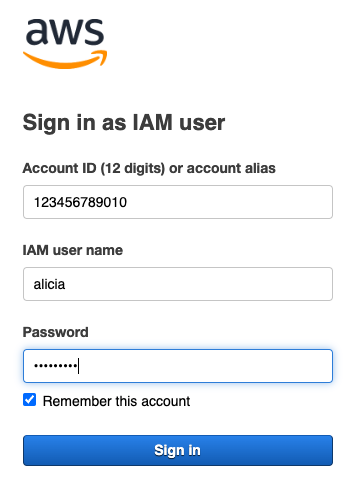 aws
Sign in as IAM user
Account ID (12 digits) or account alias
123456789010
IAM user name
alicia
Password
•••••••••
Remember this account
Sign in